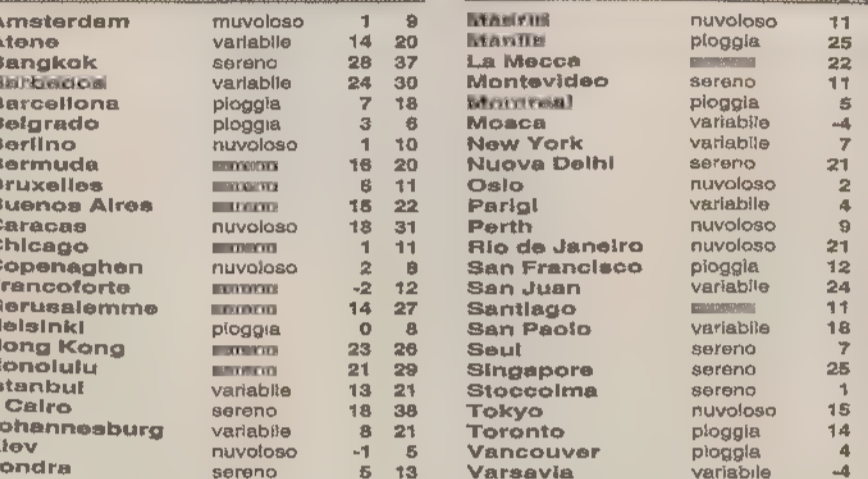 Amsterdam muvoloso 1 9
Atene variabile 14 20
Bangkok sereno 28 37
variabile 24 30
Barcellona pioggia 7 18
Belgrado pioggia 3 6
Berlino nuvoloso 1 10
Bermuda 16 20
Bruxelles 6 11
Buenos Aires 15 22
Caracas nuvoloso 18 31
Chicago 1 11
Copenaghen nuvoloso 2 8
Francoforte -2 12
Gerusalemme 14 27
Helsinki pioggia 0 8
Hong Kong 23 26
Honolulu 21 29
Istanbul variabile 13 21
Cairo sereno 18 38
Johannesburg variabile 8 21
Kiev nuvoloso -1 5
Londra sereno 5 13
nuvoloso 11
pioggia 25
La Mecca 22
Montevideo sereno 11
pioggia 5
Mosca variabile -4
New York variabile 7
Nuova Delhi sereno 21
Oslo nuvoloso 2
Parigi variabile 4
Perth nuvoloso 9
Rio de Janeiro nuvoloso 21
San Francisco pioggia 12
San Juan variabile 24
Santiago 11
San Paolo variabile 18
Seul sereno 7
Singapore sereno 25
Stoccolma sereno 1
Tokyo nuvoloso 15
Toronto pioggia 14
Vancouver pioggia 4
Varsavia variabile -4